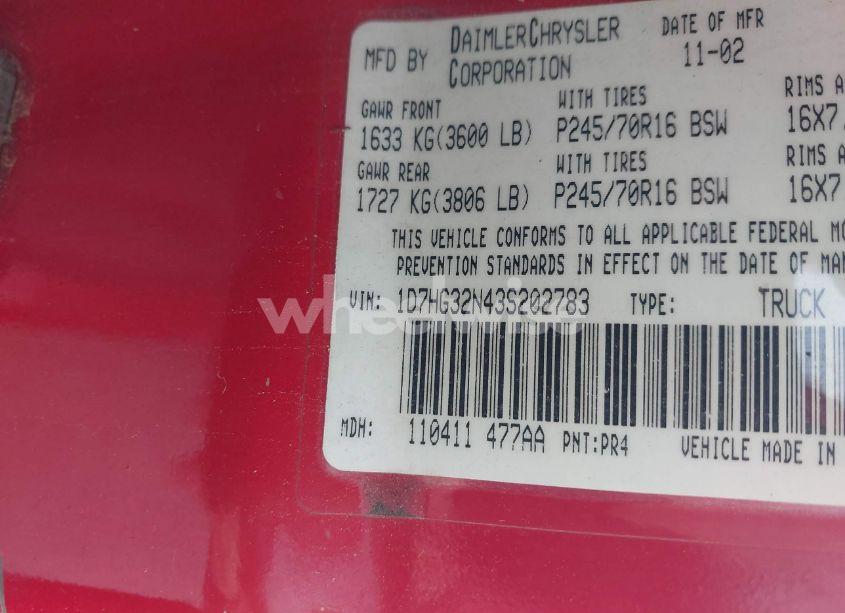 MFD BY DAIMLERCHRYSLER CORPORATION
DATE OF MFR 11-02
GAWR FRONT WITH TIRES RIMS A
1633 KG(3600 LB) P245/70R16 BSW 16X7.
GAWR REAR WITH TIRES RIMS A
1727 KG(3806 LB) P245/70R16 BSW 16X7
THIS VEHICLE CONFORMS TO ALL APPLICABLE FEDERAL MO
PREVENTION STANDARDS IN EFFECT ON THE DATE OF MAN
VIN: 1D7HG32N43S202783 TYPE: TRUCK
MDH: 110411 477AA PNT:PR4 VEHICLE MADE IN